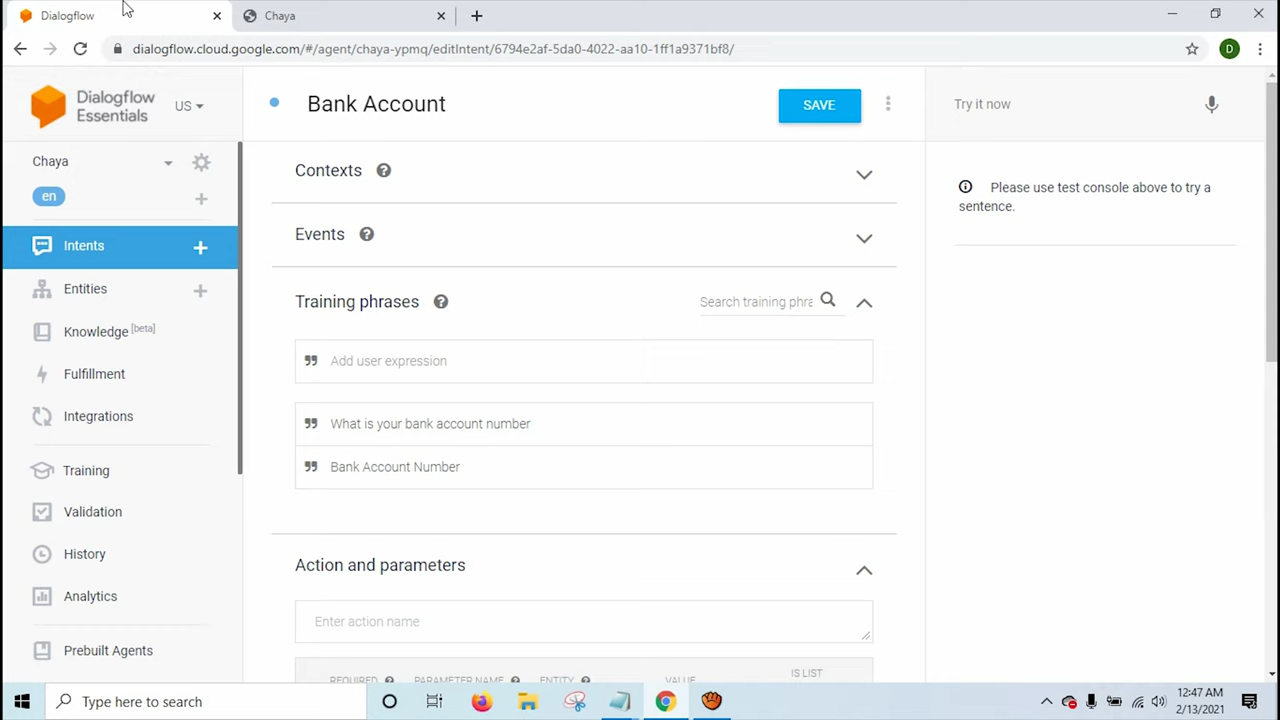 Dialogflow
Chaya
dialogflow.cloud.google.com/#/agent/chaya-ypmq/editIntent/6794e2af-5da0-4022-aa10-1ff1a9371bf8/
D
Dialogflow
Essentials
US
Bank Account
SAVE
Try it now
Chaya
en
Contexts
Please use test console above to try a
sentence.
Intents
Events
Entities
Training phrases
Search training phra
Knowledge [beta]
Add user expression
Fulfillment
Integrations
What is your bank account number
Training
Bank Account Number
Validation
History
Action and parameters
Analytics
Enter action name
Prebuilt Agents
REQUIRED
PARAMETER NAME
ENTITY
VALUE
IS LIST
Type here to search
12:47 AM
2/13/2021